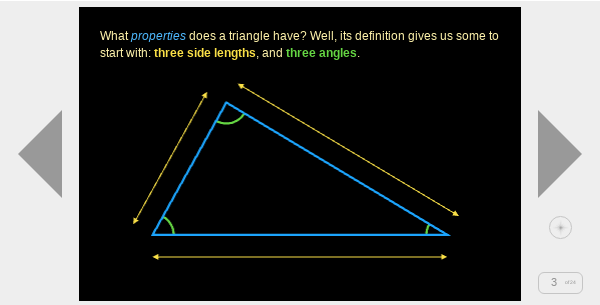 What properties does a triangle have? Well, its definition gives us some to
start with: three side lengths, and three angles.
3